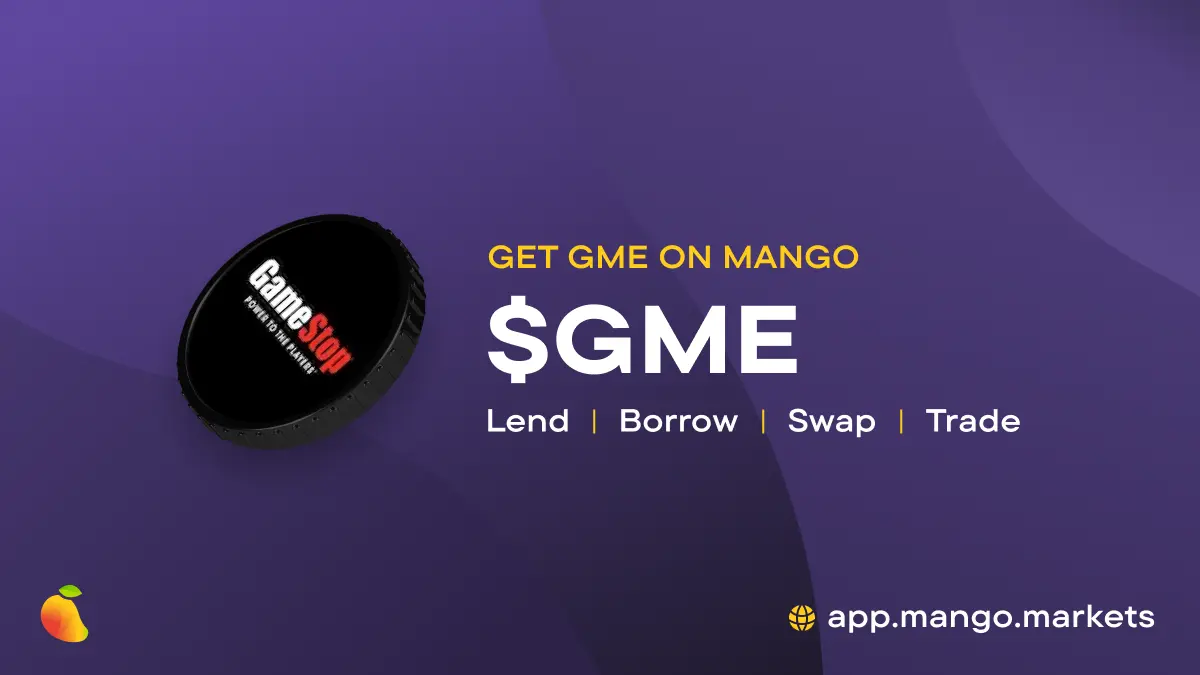 GameStop
POWER TO THE PLAYERS
GET GME ON MANGO
$GME
Lend | Borrow | Swap | Trade
app.mango.markets